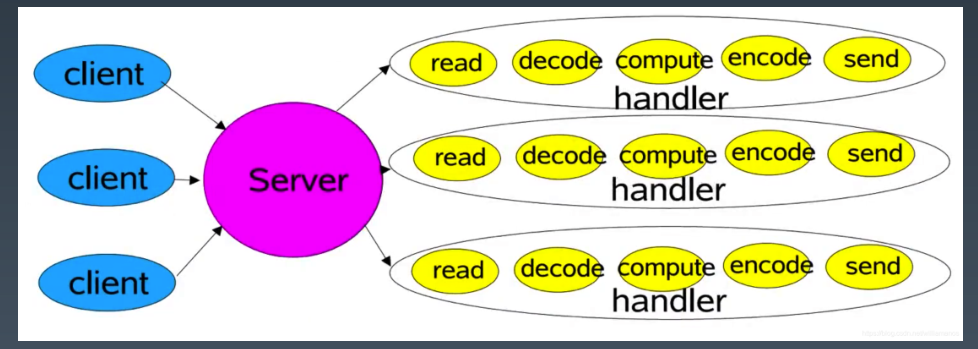 client
client
client
Server
read decode compute encode send
handler
read decode compute encode send
handler
read decode compute encode send
handler